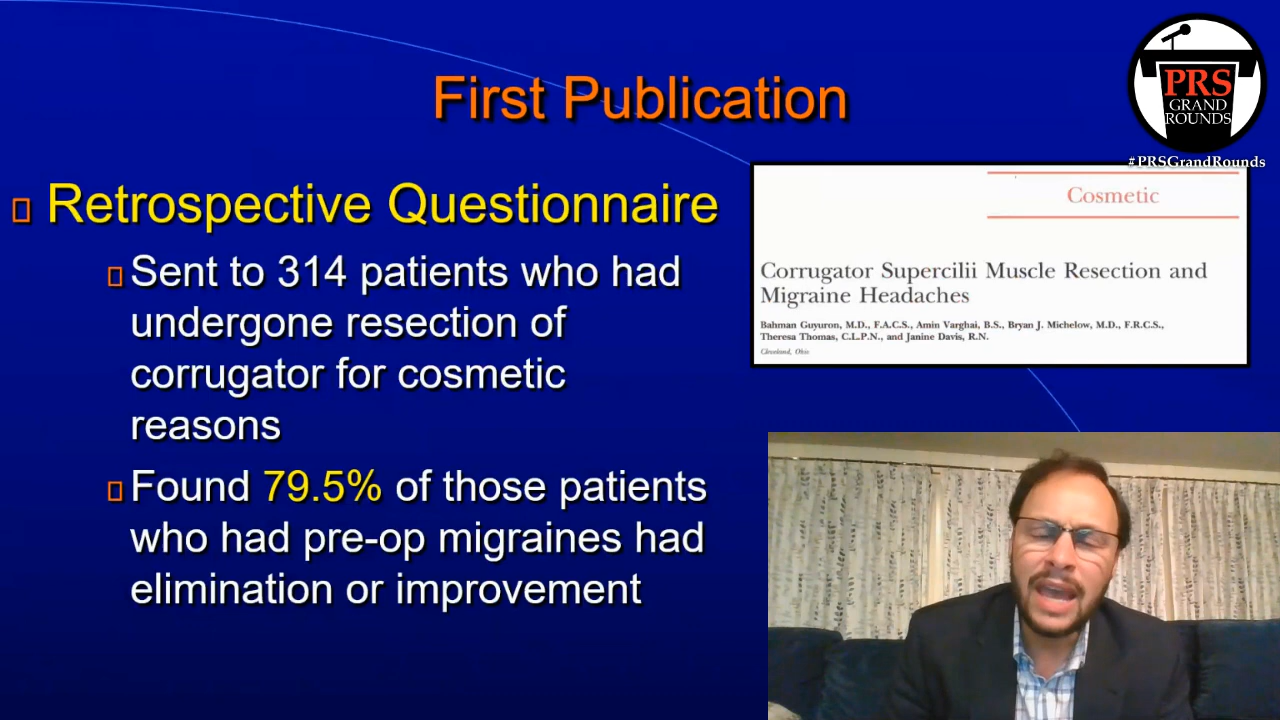 First Publication
PRS
GRAND
ROUNDS
#PRSGrandRounds
Retrospective Questionnaire
Sent to 314 patients who had
undergone resection of
corrugator for cosmetic
reasons
Found 79.5% of those patients
who had pre-op migraines had
elimination or improvement
Cosmetic
Corrugator Supercilii Muscle Resection and
Migraine Headaches
Bahman Guyuron, M.D., F.A.C.S., Amin Varghai, B.S., Bryan J. Michelow, M.D., F.R.C.S.,
Theresa Thomas, C.L.P.N., and Janine Davis, R.N.
Cleveland, Ohio